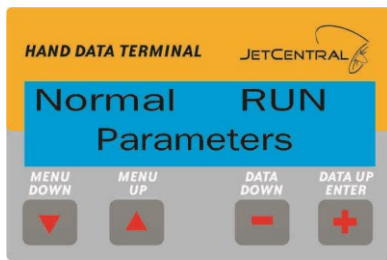 HAND DATA TERMINAL JETCENTRAL
Normal RUN
Parameters
MENU DOWN MENU UP DATA DOWN DATA UP ENTER